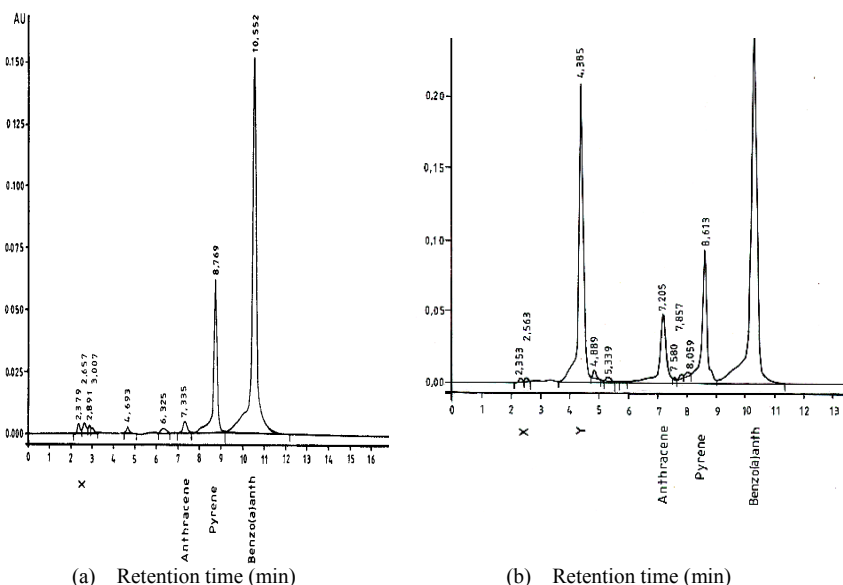 AU
0.150
0.125
0.100
0.075
0.050
0.025
0.000
2,379
2,657
2,891
3,007
4,693
6,325
7,335
8,769
10,552
0 1 2 3 4 5 6 7 8 9 10 11 12 13 14 15 16
X
Anthracene
Pyrene
Benzo(a)anth
(a) Retention time (min)
0,20
0,15
0,10
0,05
0,00
2,353
2,563
4,385
4,889
5,339
7,205
7,580
7,857
8,059
8,613
0 1 2 3 4 5 6 7 8 9 10 11 12 13
X
Y
Anthracene
Pyrene
Benzo(a)anth
(b) Retention time (min)